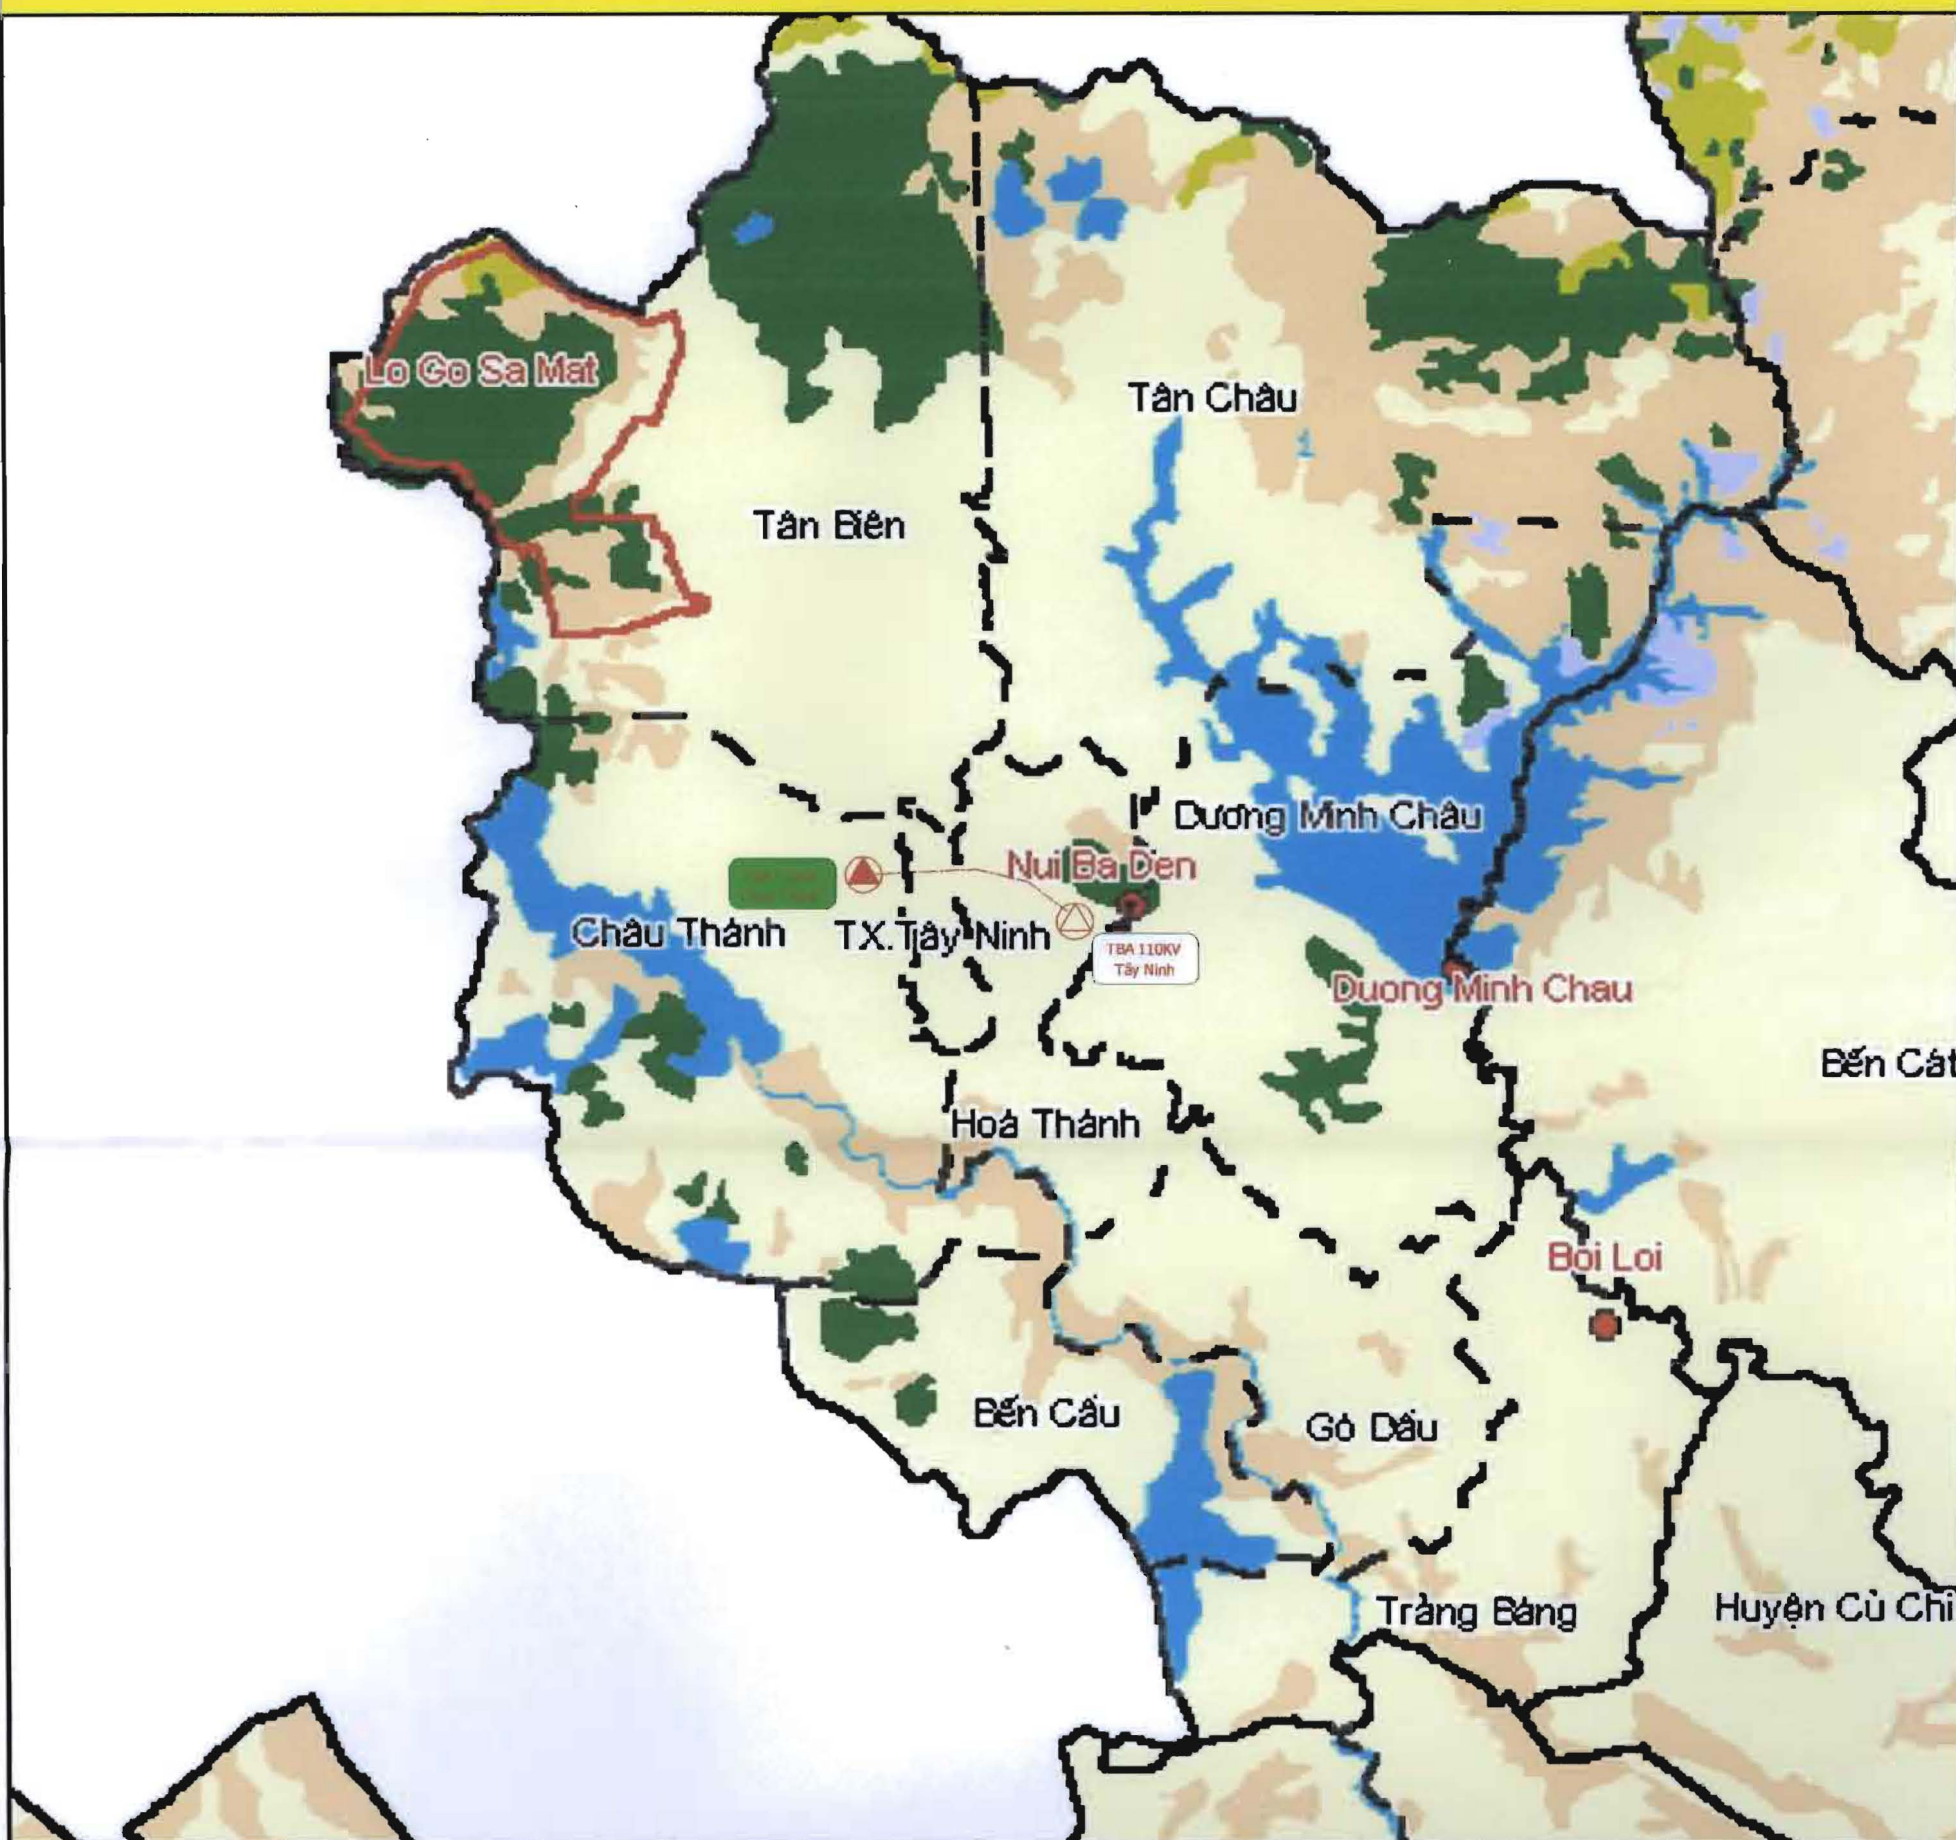 Lo Go Sa Mat
Tân Châu
Tân Biên
Dương Minh Châu
Nui Ba Den
Châu Thành
TX.Tây Ninh
TBA 110KV
Tây Ninh
Duong Minh Chau
Bến Cát
Hoà Thành
Boi Loi
Bến Cầu
Gò Dầu
Trảng Bàng
Huyện Củ Chi